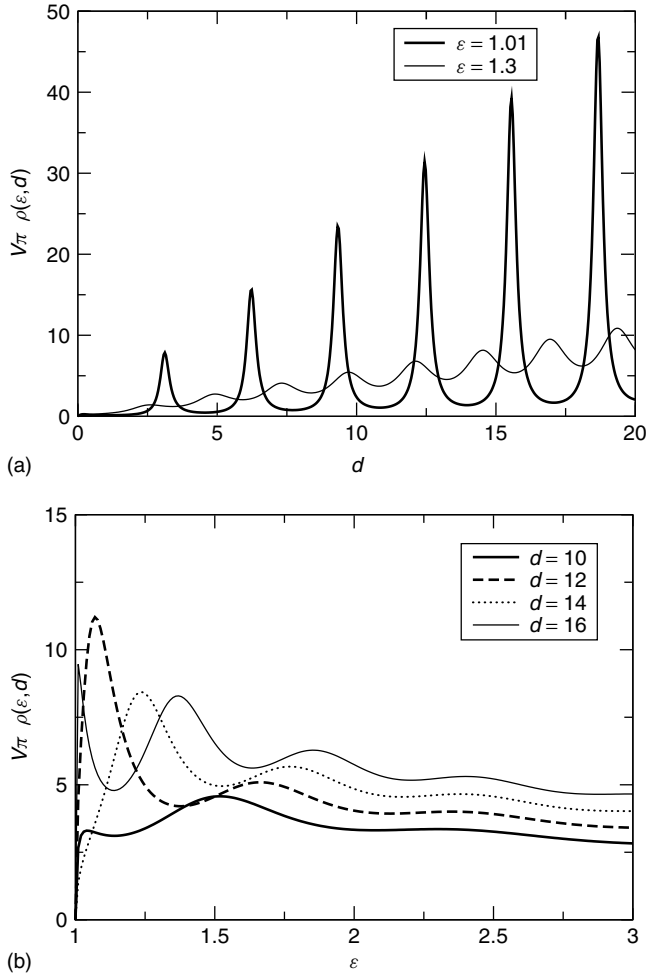 50
40
30
20
10
0
Vπ ρ(ε,d)
ε = 1.01
ε = 1.3
0 5 10 15 20
d
(a)
15
10
5
0
Vπ ρ(ε,d)
d = 10
d = 12
d = 14
d = 16
1 1.5 2 2.5 3
ε
(b)